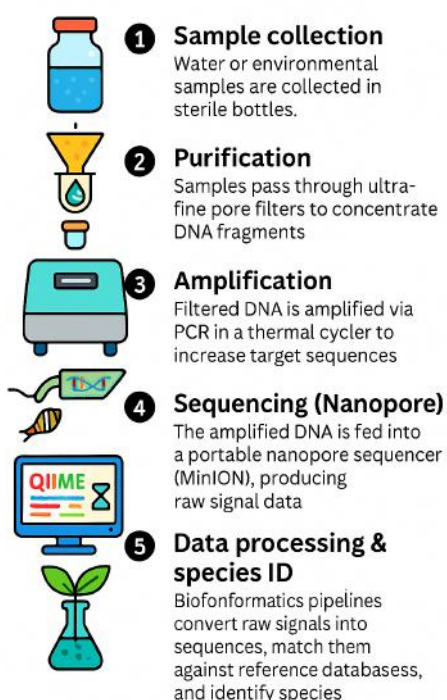 1 Sample collection
Water or environmental
samples are collected in
sterile bottles.
2 Purification
Samples pass through ultra-
fine pore filters to concentrate
DNA fragments
3 Amplification
Filtered DNA is amplified via
PCR in a thermal cycler to
increase target sequences
4 Sequencing (Nanopore)
The amplified DNA is fed into
a portable nanopore sequencer
(MinION), producing
raw signal data
QIIME
5 Data processing &
species ID
Biofonformatics pipelines
convert raw signals into
sequences, match them
against reference databasess,
and identify species